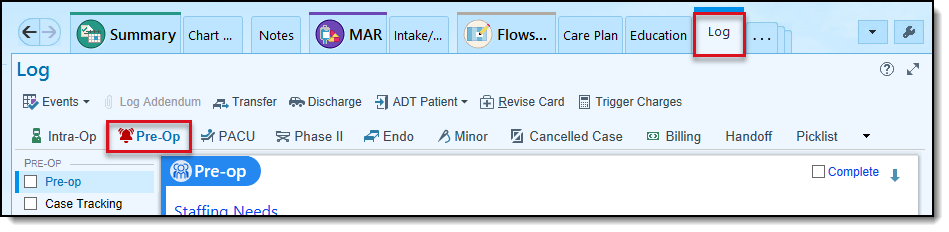 Summary Chart ... Notes MAR Intake/... Flows... Care Plan Education Log ...
Log
Events Log Addendum Transfer Discharge ADT Patient Revise Card Trigger Charges
Intra-Op Pre-Op PACU Phase II Endo Minor Cancelled Case Billing Handoff Picklist
PRE-OP
Pre-op
Case Tracking
Pre-op Complete
Staffing Needs